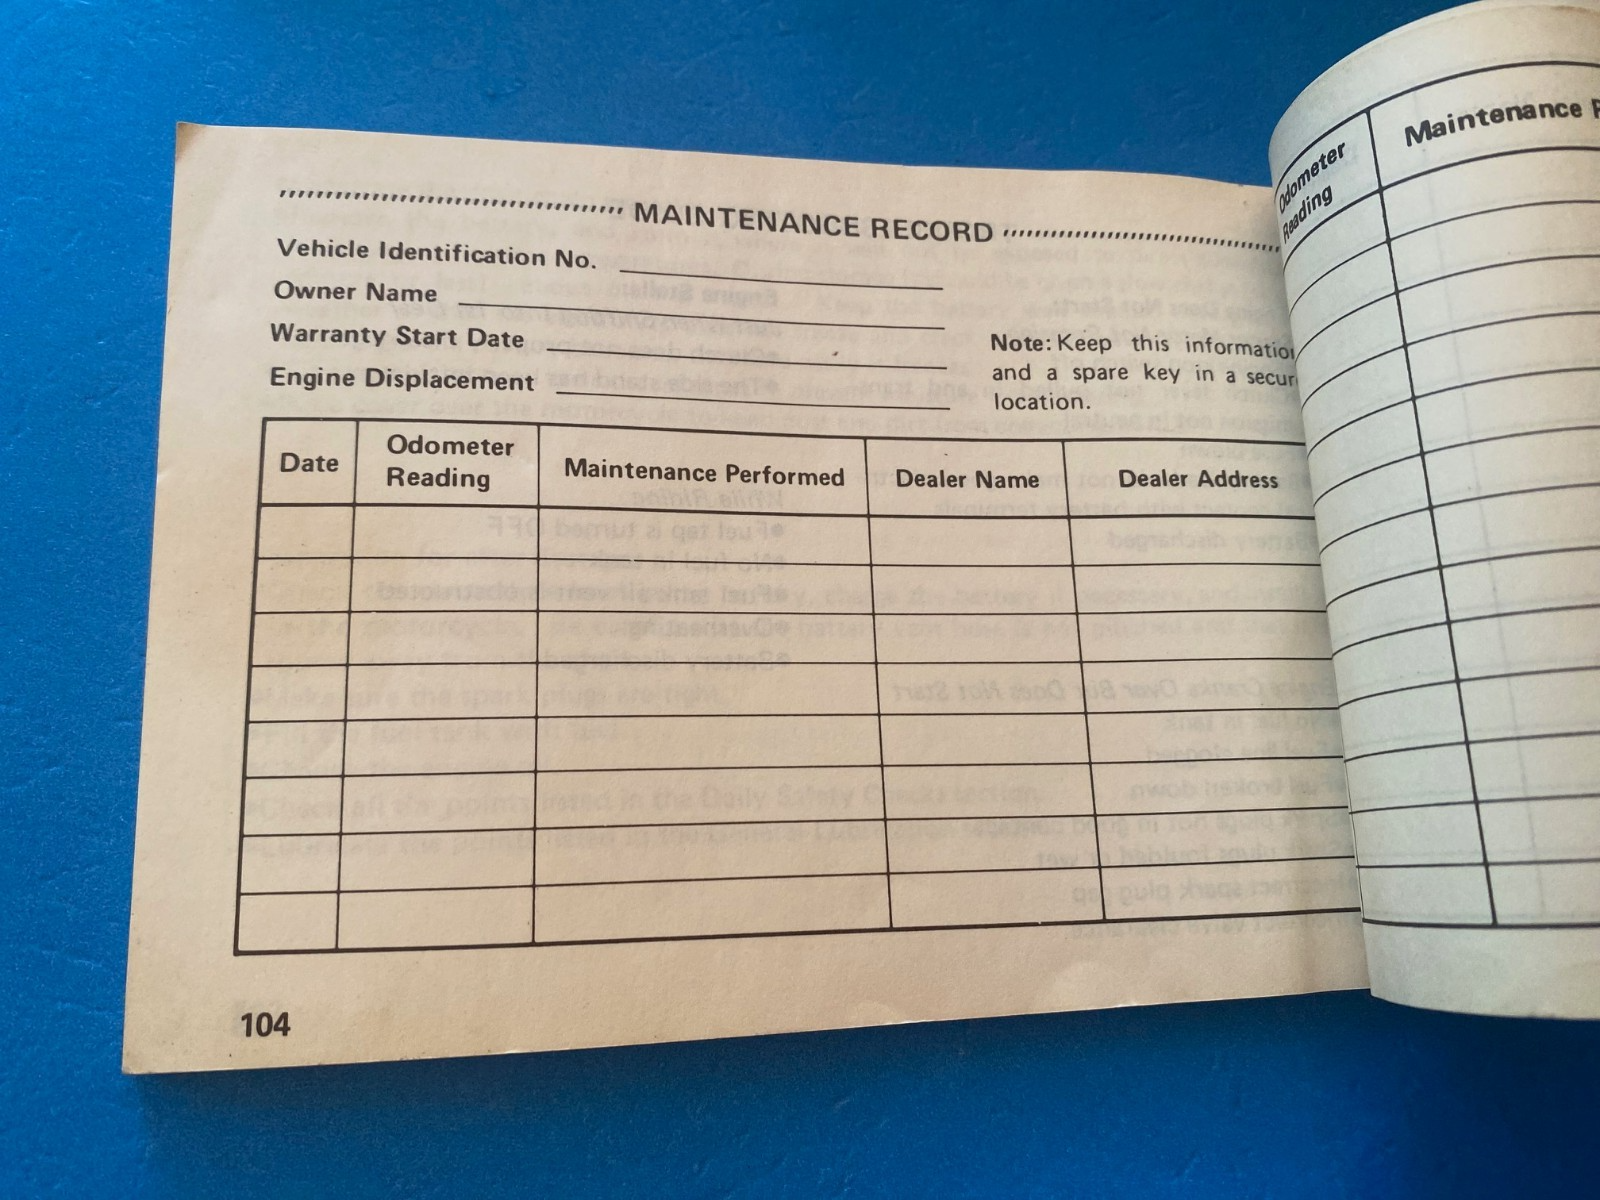 MAINTENANCE RECORD
Vehicle Identification No.
Owner Name
Warranty Start Date
Engine Displacement
Note: Keep this information
and a spare key in a secur
location.
Date
Odometer
Reading
Maintenance Performed
Dealer Name
Dealer Address
104
Odometer
Reading
Maintenance P